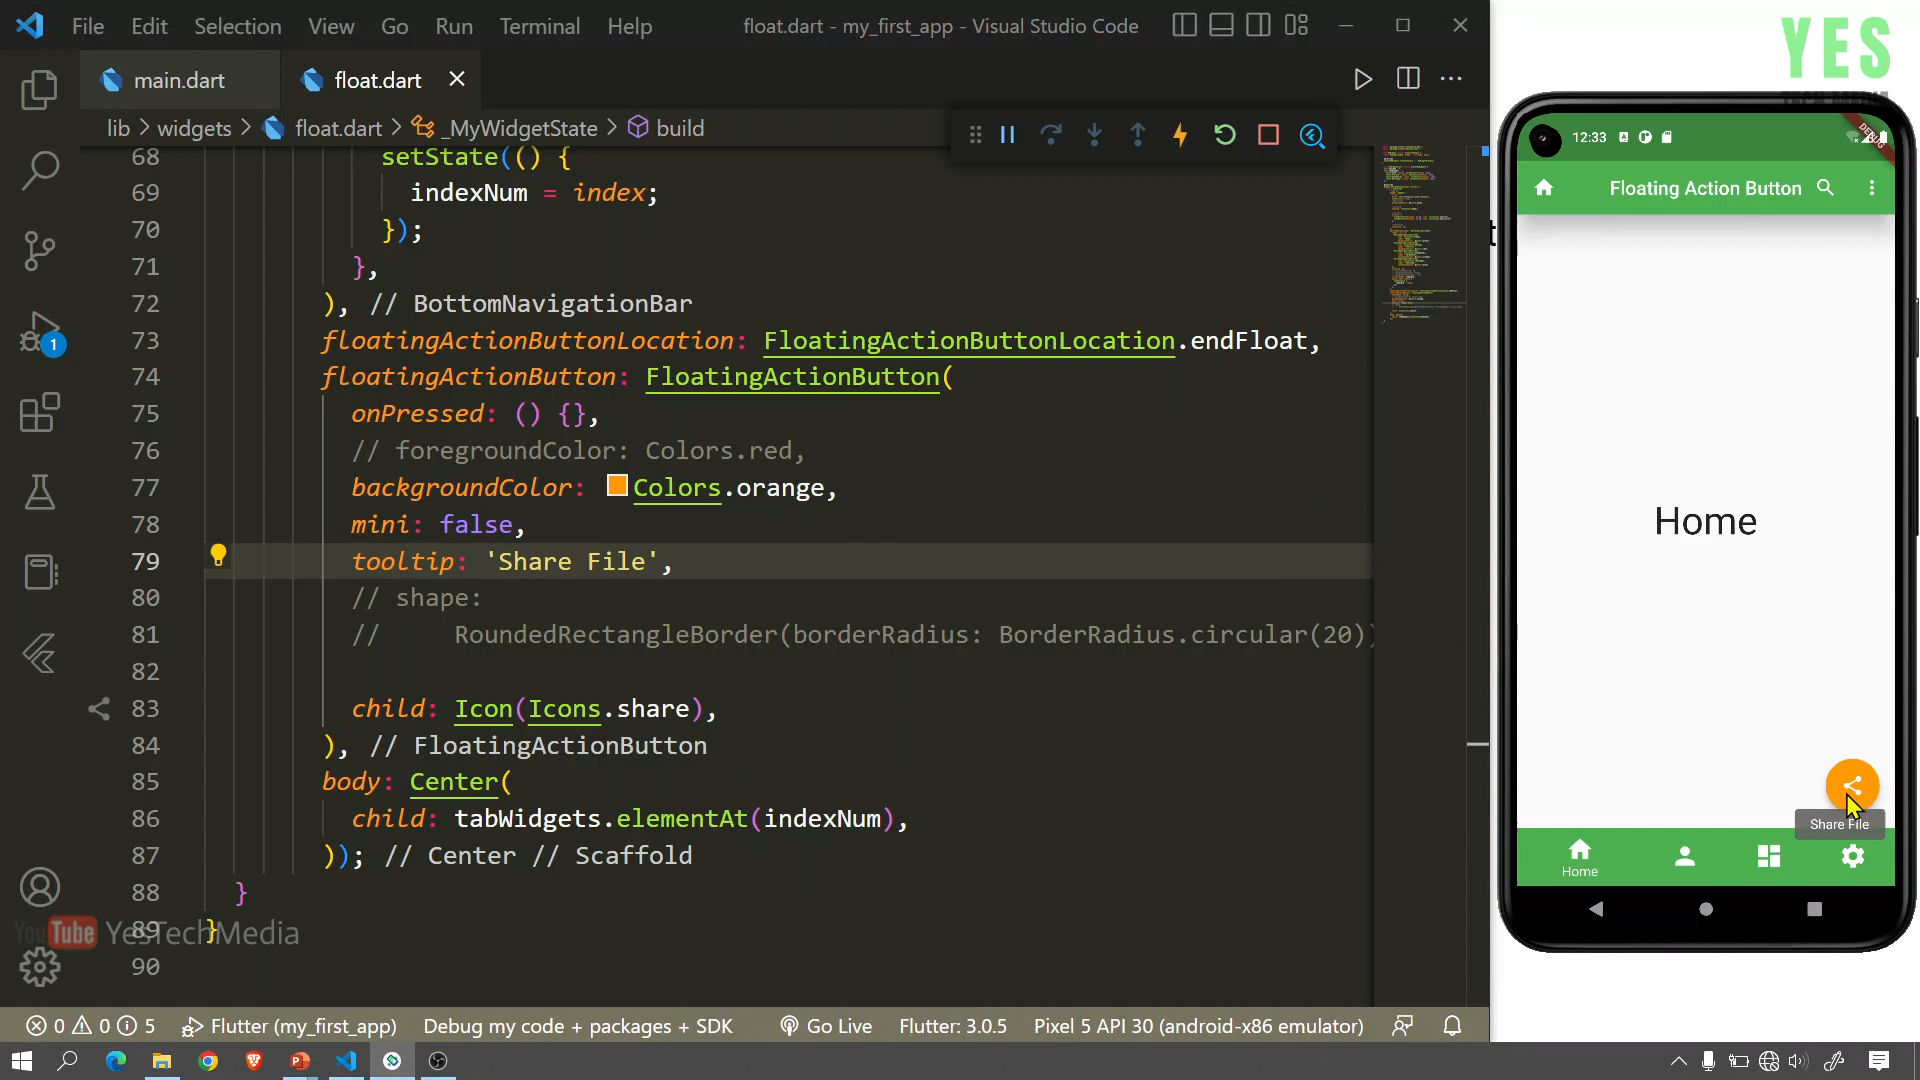 File Edit Selection View Go Run Terminal Help
float.dart - my_first_app - Visual Studio Code
YES
main.dart float.dart
lib > widgets > float.dart > _MyWidgetState > build
68 setState(() {
69 indexNum = index;
70 });
71 },
72 ), // BottomNavigationBar
73 floatingActionButtonLocation: FloatingActionButtonLocation.endFloat,
74 floatingActionButton: FloatingActionButton(
75 onPressed: () {},
76 // foregroundColor: Colors.red,
77 backgroundColor: Colors.orange,
78 mini: false,
79 tooltip: 'Share File',
80 // shape:
81 // RoundedRectangleBorder(borderRadius: BorderRadius.circular(20))
82
83 child: Icon(Icons.share),
84 ), // FloatingActionButton
85 body: Center(
86 child: tabWidgets.elementAt(indexNum),
87 )); // Center // Scaffold
88 }
89 }
90
1
YouTube YesTechMedia
12:33
DEBUG
Floating Action Button
Home
Share File
Home
0 0 5 Flutter (my_first_app) Debug my code + packages + SDK Go Live Flutter: 3.0.5 Pixel 5 API 30 (android-x86 emulator)